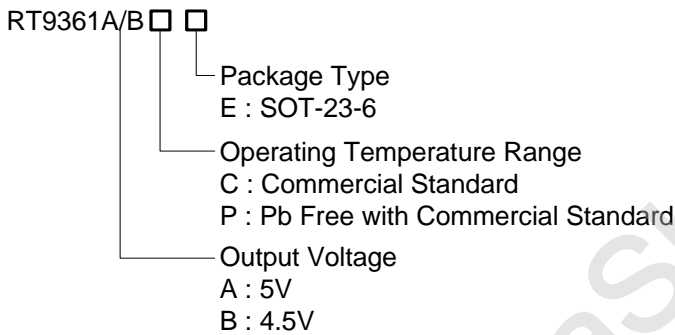 RT9361A/B
Package Type
E : SOT-23-6
Operating Temperature Range
C : Commercial Standard
P : Pb Free with Commercial Standard
Output Voltage
A : 5V
B : 4.5V